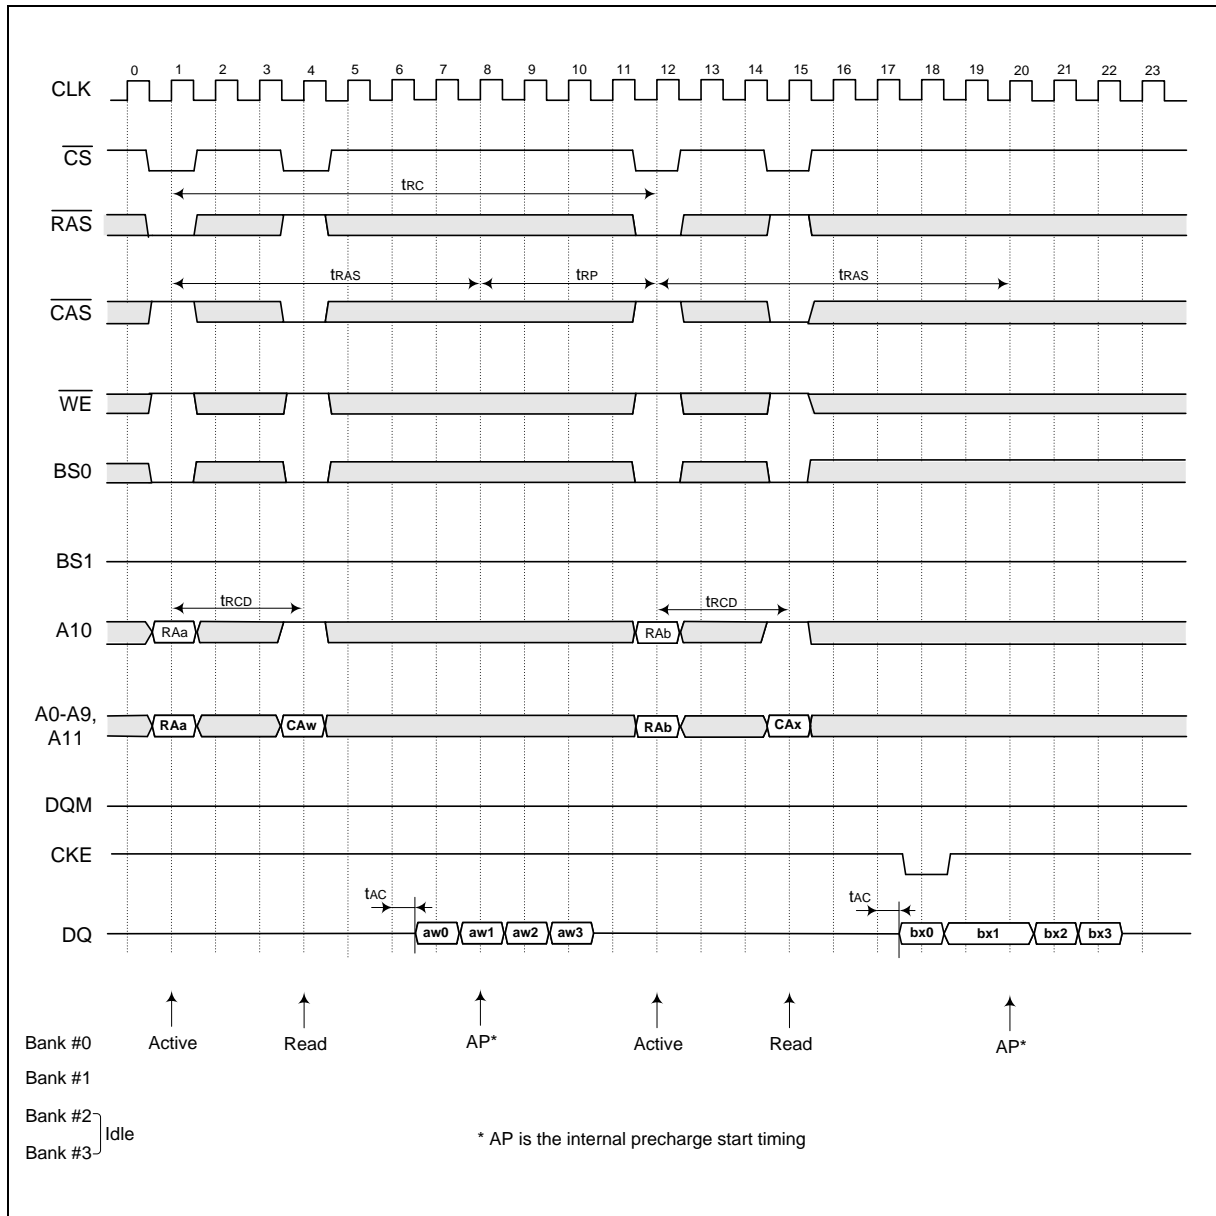 0 1 2 3 4 5 6 7 8 9 10 11 12 13 14 15 16 17 18 19 20 21 22 23
CLK
CS
tRC
RAS
tRAS tRP tRAS
CAS
WE
BS0
BS1
tRCD tRCD
A10 RAa RAb
A0-A9,
A11
RAa CAw RAb CAx
DQM
CKE
tAC tAC
DQ aw0 aw1 aw2 aw3 bx0 bx1 bx2 bx3
Bank #0 Active Read AP* Active Read AP*
Bank #1
Bank #2
Idle
Bank #3
* AP is the internal precharge start timing